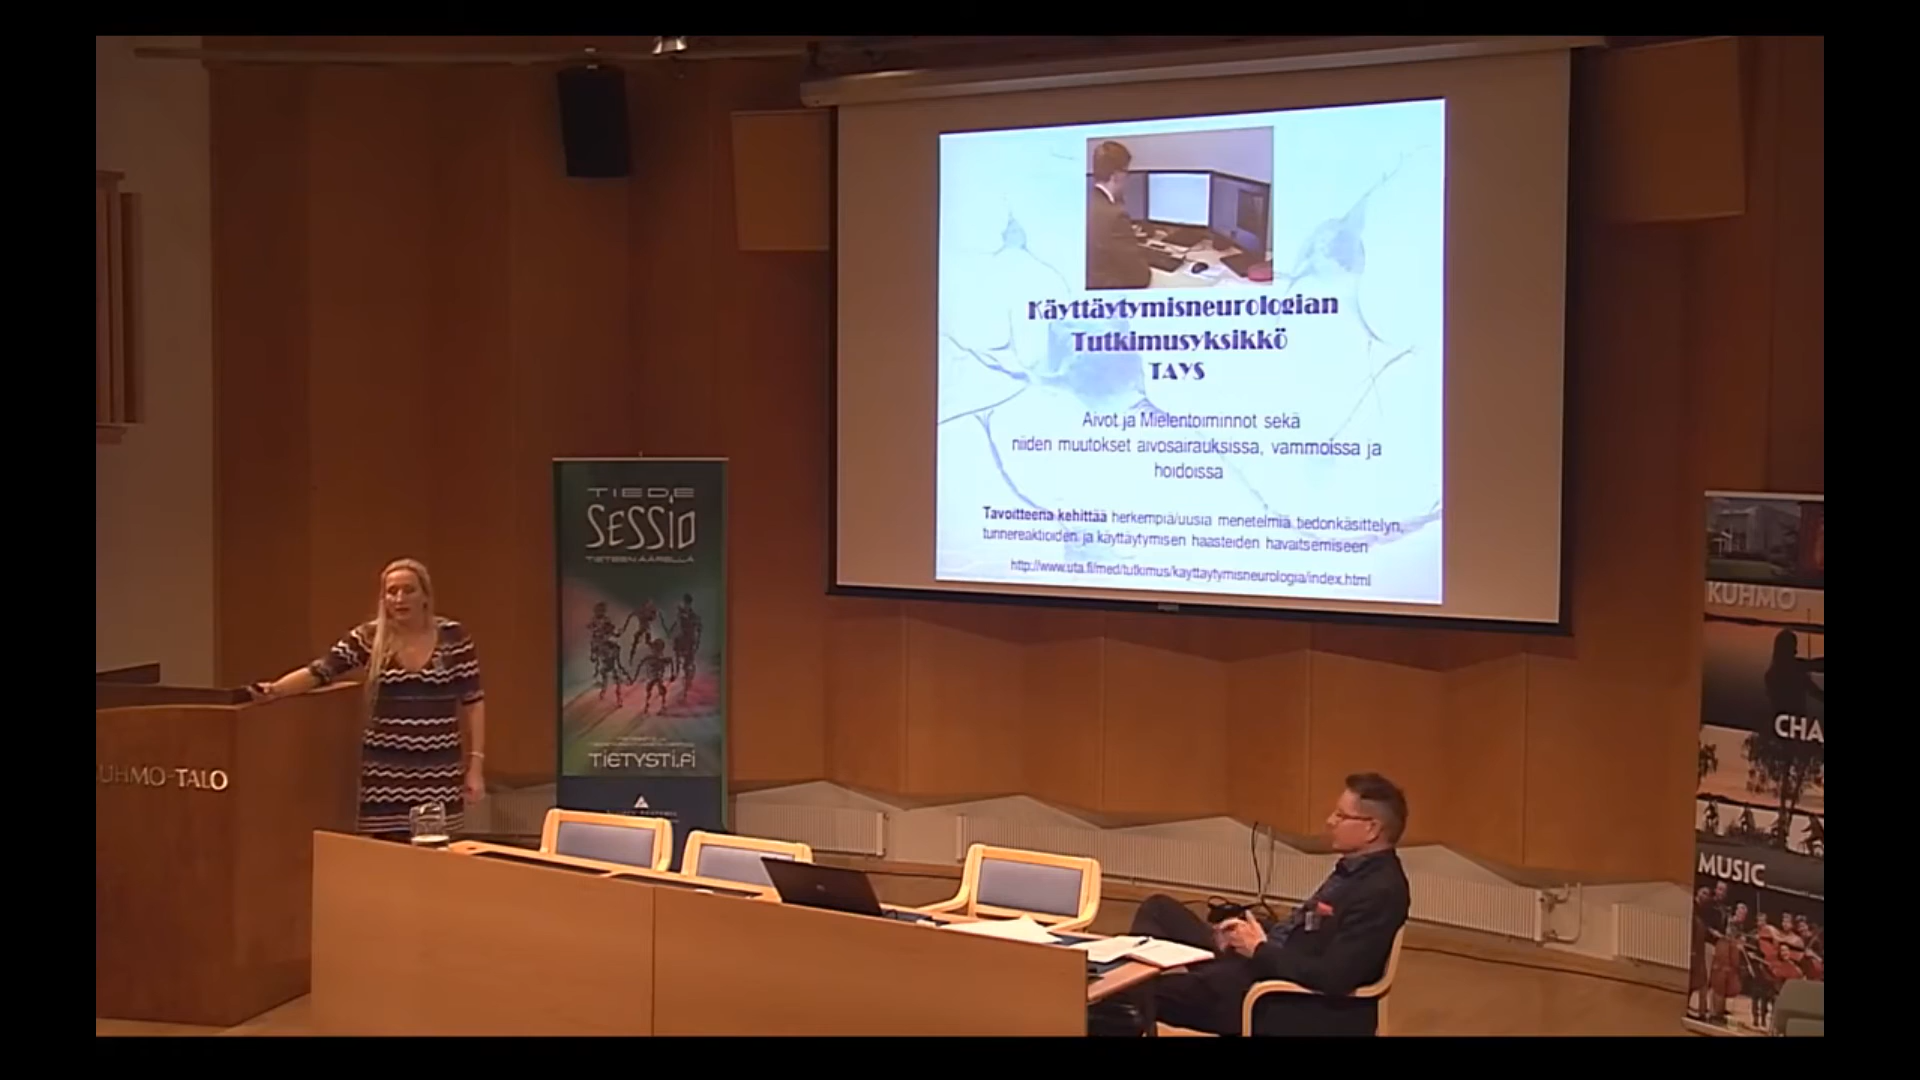 Käyttäytymisneurologian
Tutkimusyksikkö
TAYS
Aivot ja Mielentoiminnot sekä
niiden muutokset aivosairauksissa, vammoissa ja
hoidoissa
Tavoitteena kehittää herkempiä/uusia menetelmiä tiedonkäsittelyn,
tunnereaktioiden ja käyttäytymisen haasteiden havaitsemiseen
http://www.uta.fi/med/tutkimus/kayttaytymisneurologia/index.html
TIEDE
SESSIO
TIETEEN ÄÄRELLÄ
TIETYSTI.FI
UHMO-TALO
KUHMO
CHA
MUSIC